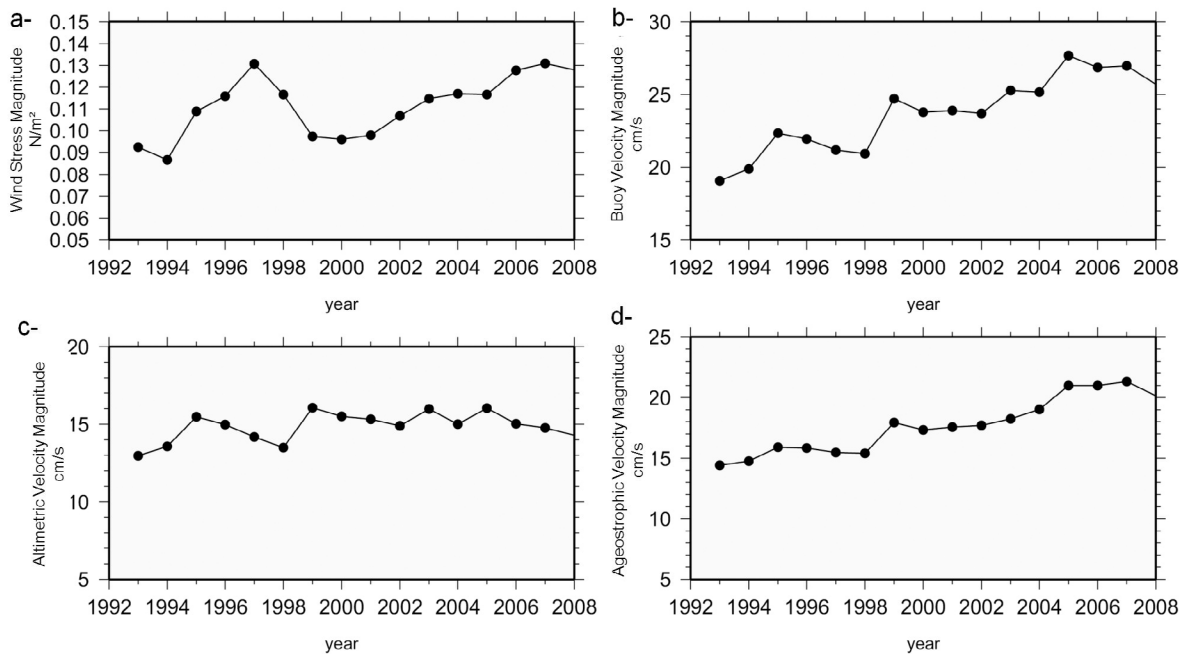 a-
Wind Stress Magnitude
N/m²
0.15
0.14
0.13
0.12
0.11
0.10
0.09
0.08
0.07
0.06
0.05
1992 1994 1996 1998 2000 2002 2004 2006 2008
year
b-
Buoy Velocity Magnitude
cm/s
30
25
20
15
1992 1994 1996 1998 2000 2002 2004 2006 2008
year
c-
Altimetric Velocity Magnitude
cm/s
20
15
10
5
1992 1994 1996 1998 2000 2002 2004 2006 2008
year
d-
Ageostrophic Velocity Magnitude
cm/s
25
20
15
10
5
1992 1994 1996 1998 2000 2002 2004 2006 2008
year